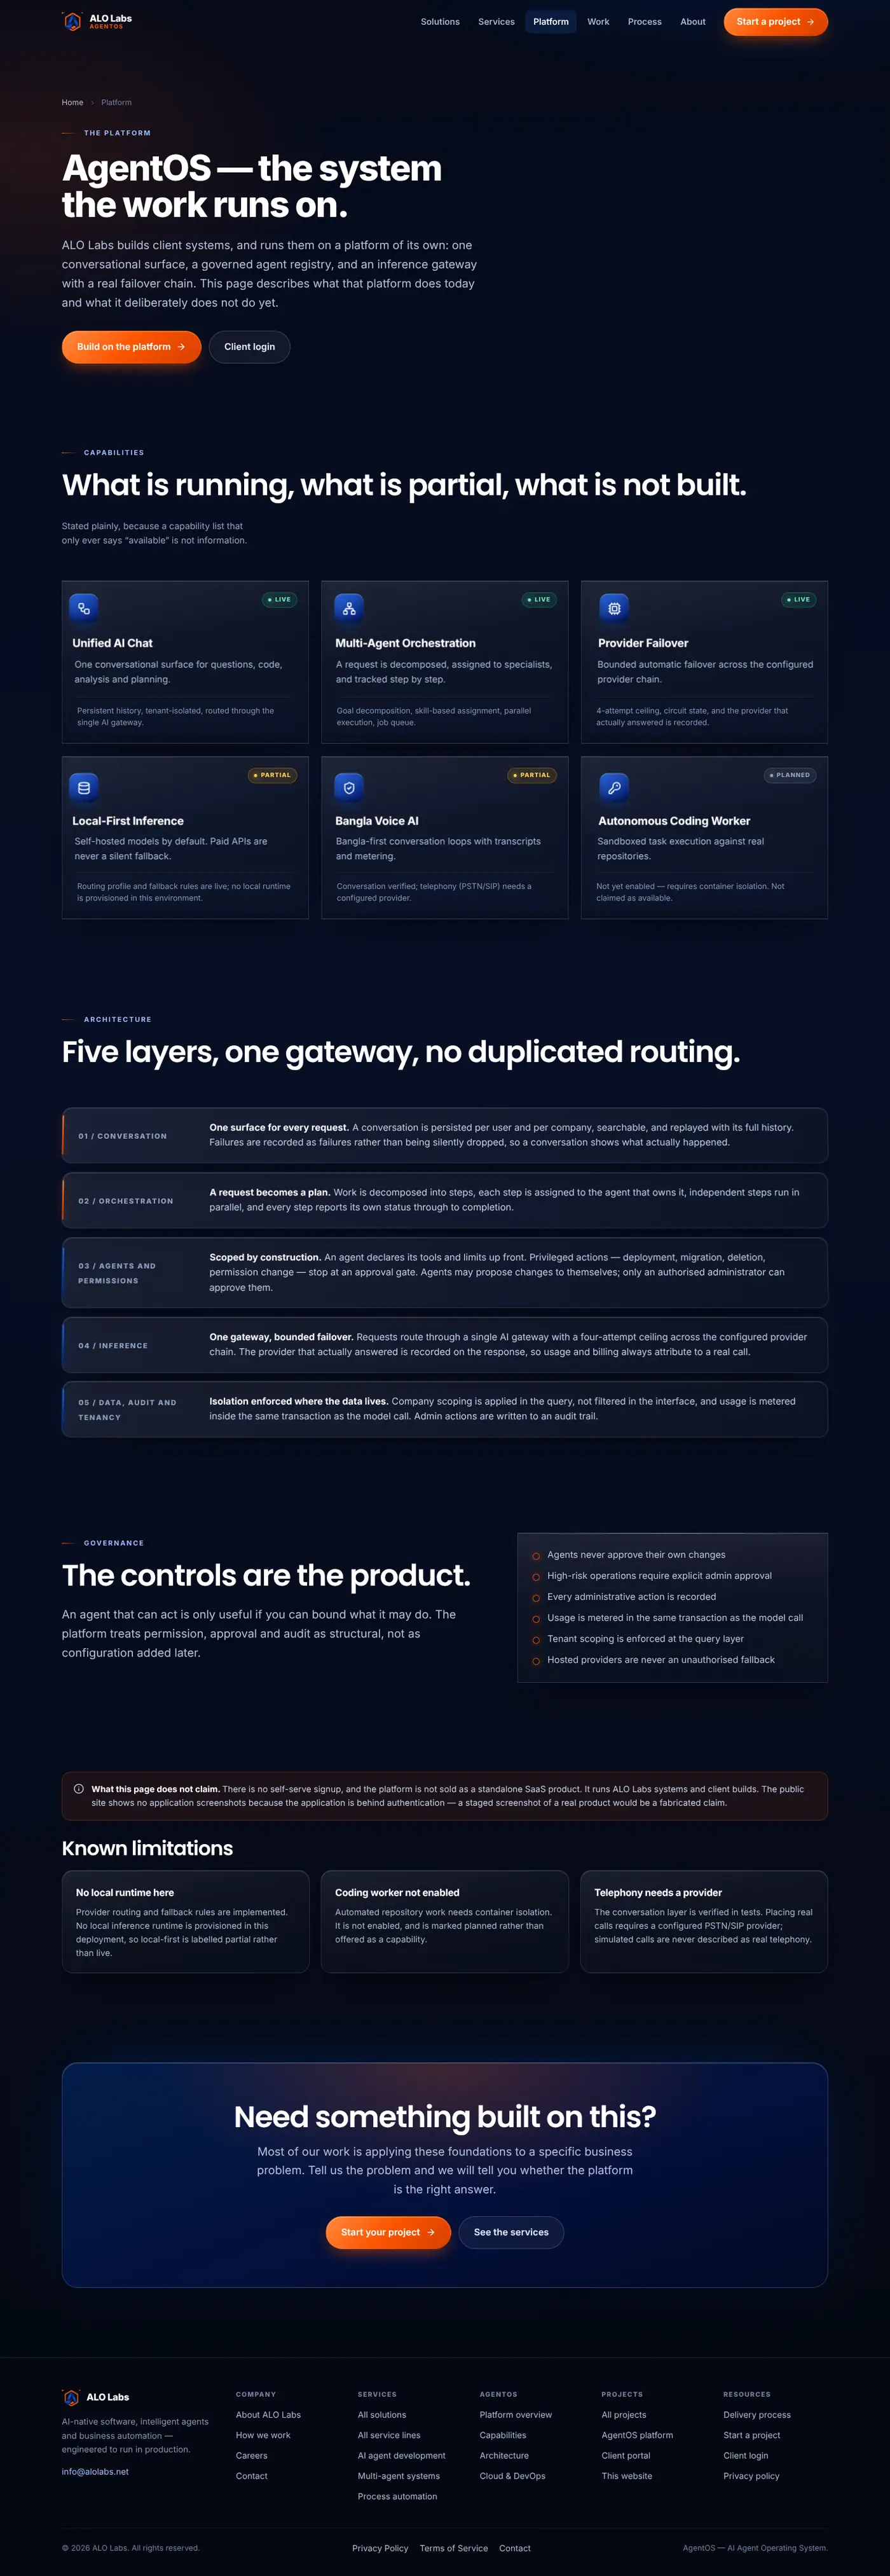 ALO Labs
AGENTOS
Solutions
Services
Platform
Work
Process
About
Start a project →
Home › Platform
THE PLATFORM
AgentOS — the system
the work runs on.
ALO Labs builds client systems, and runs them on a platform of its own: one
conversational surface, a governed agent registry, and an inference gateway
with a real failover chain. This page describes what that platform does today
and what it deliberately does not do yet.
Build on the platform →
Client login
CAPABILITIES
What is running, what is partial, what is not built.
Stated plainly, because a capability list that
only ever says “available” is not information.
LIVE
Unified AI Chat
One conversational surface for questions, code,
analysis and planning.
Persistent history, tenant-isolated, routed through the
single AI gateway.
LIVE
Multi-Agent Orchestration
A request is decomposed, assigned to specialists,
and tracked step by step.
Goal decomposition, skill-based assignment, parallel
execution, job queue.
LIVE
Provider Failover
Bounded automatic failover across the configured
provider chain.
4-attempt ceiling, circuit state, and the provider that
actually answered is recorded.
PARTIAL
Local-First Inference
Self-hosted models by default. Paid APIs are
never a silent fallback.
Routing profile and fallback rules are live; no local runtime
is provisioned in this environment.
PARTIAL
Bangla Voice AI
Bangla-first conversation loops with transcripts
and metering.
Conversation verified; telephony (PSTN/SIP) needs a
configured provider.
PLANNED
Autonomous Coding Worker
Sandboxed task execution against real
repositories.
Not yet enabled — requires container isolation. Not
claimed as available.
ARCHITECTURE
Five layers, one gateway, no duplicated routing.
01 / CONVERSATION
One surface for every request. A conversation is persisted per user and per company, searchable, and replayed with its full history.
Failures are recorded as failures rather than being silently dropped, so a conversation shows what actually happened.
02 / ORCHESTRATION
A request becomes a plan. Work is decomposed into steps, each step is assigned to the agent that owns it, independent steps run in
parallel, and every step reports its own status through to completion.
03 / AGENTS AND
PERMISSIONS
Scoped by construction. An agent declares its tools and limits up front. Privileged actions — deployment, migration, deletion,
permission change — stop at an approval gate. Agents may propose changes to themselves; only an authorised administrator can
approve them.
04 / INFERENCE
One gateway, bounded failover. Requests route through a single AI gateway with a four-attempt ceiling across the configured provider
chain. The provider that actually answered is recorded on the response, so usage and billing always attribute to a real call.
05 / DATA, AUDIT AND
TENANCY
Isolation enforced where the data lives. Company scoping is applied in the query, not filtered in the interface, and usage is metered
inside the same transaction as the model call. Admin actions are written to an audit trail.
GOVERNANCE
The controls are the product.
An agent that can act is only useful if you can bound what it may do. The
platform treats permission, approval and audit as structural, not as
configuration added later.
Agents never approve their own changes
High-risk operations require explicit admin approval
Every administrative action is recorded
Usage is metered in the same transaction as the model call
Tenant scoping is enforced at the query layer
Hosted providers are never an unauthorised fallback
What this page does not claim. There is no self-serve signup, and the platform is not sold as a standalone SaaS product. It runs ALO Labs systems and client builds. The public
site shows no application screenshots because the application is behind authentication — a staged screenshot of a real product would be a fabricated claim.
Known limitations
No local runtime here
Provider routing and fallback rules are implemented.
No local inference runtime is provisioned in this
deployment, so local-first is labelled partial rather
than live.
Coding worker not enabled
Automated repository work needs container isolation.
It is not enabled, and is marked planned rather than
offered as a capability.
Telephony needs a provider
The conversation layer is verified in tests. Placing real
calls requires a configured PSTN/SIP provider;
simulated calls are never described as real telephony.
Need something built on this?
Most of our work is applying these foundations to a specific business
problem. Tell us the problem and we will tell you whether the platform
is the right answer.
Start your project →
See the services
ALO Labs
AI-native software, intelligent agents
and business automation —
engineered to run in production.
info@alolabs.net
COMPANY
About ALO Labs
How we work
Careers
Contact
SERVICES
All solutions
All service lines
AI agent development
Multi-agent systems
Process automation
AGENTOS
Platform overview
Capabilities
Architecture
Cloud & DevOps
PROJECTS
All projects
AgentOS platform
Client portal
This website
RESOURCES
Delivery process
Start a project
Client login
Privacy policy
© 2026 ALO Labs. All rights reserved.
Privacy Policy
Terms of Service
Contact
AgentOS — AI Agent Operating System.